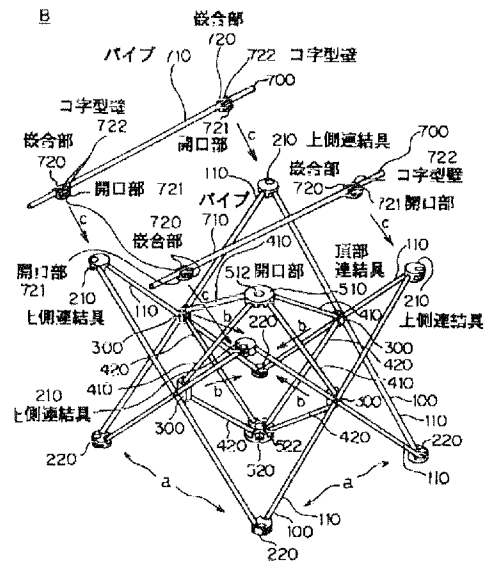 B
嵌合部
パイプ 710
720
722 コ字型壁
700
コ字型壁
722
嵌合部
720
721
開口部
210
上側連結具
700
嵌合部
722
720
コ字型壁
開口部 721
110
パイプ
721 開口部
c
c
720
嵌合部
710
410
頂部
連結具
110
開口部
721
512 開口部
510
210
110
210
410
上側連結具
上側連結具
c
220
b
b
300
300
420
420
210
410
410
上側連結具
b
b
100
300
300
110
220
420
522
420
220
520
110
a
a
100
110
220